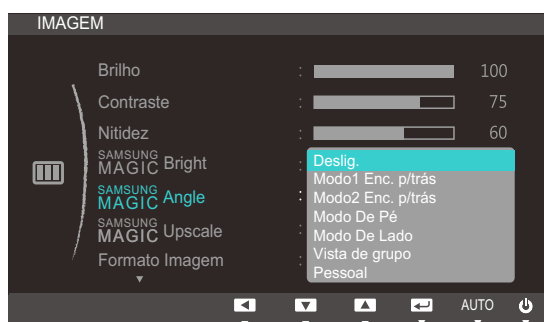 IMAGEM
Brilho : 100
Contraste : 75
Nitidez : 60
SAMSUNG MAGIC Bright :
SAMSUNG MAGIC Angle :
SAMSUNG MAGIC Upscale :
Formato Imagem :
Deslig.
Modo1 Enc. p/trás
Modo2 Enc. p/trás
Modo De Pé
Modo De Lado
Vista de grupo
Pessoal
AUTO